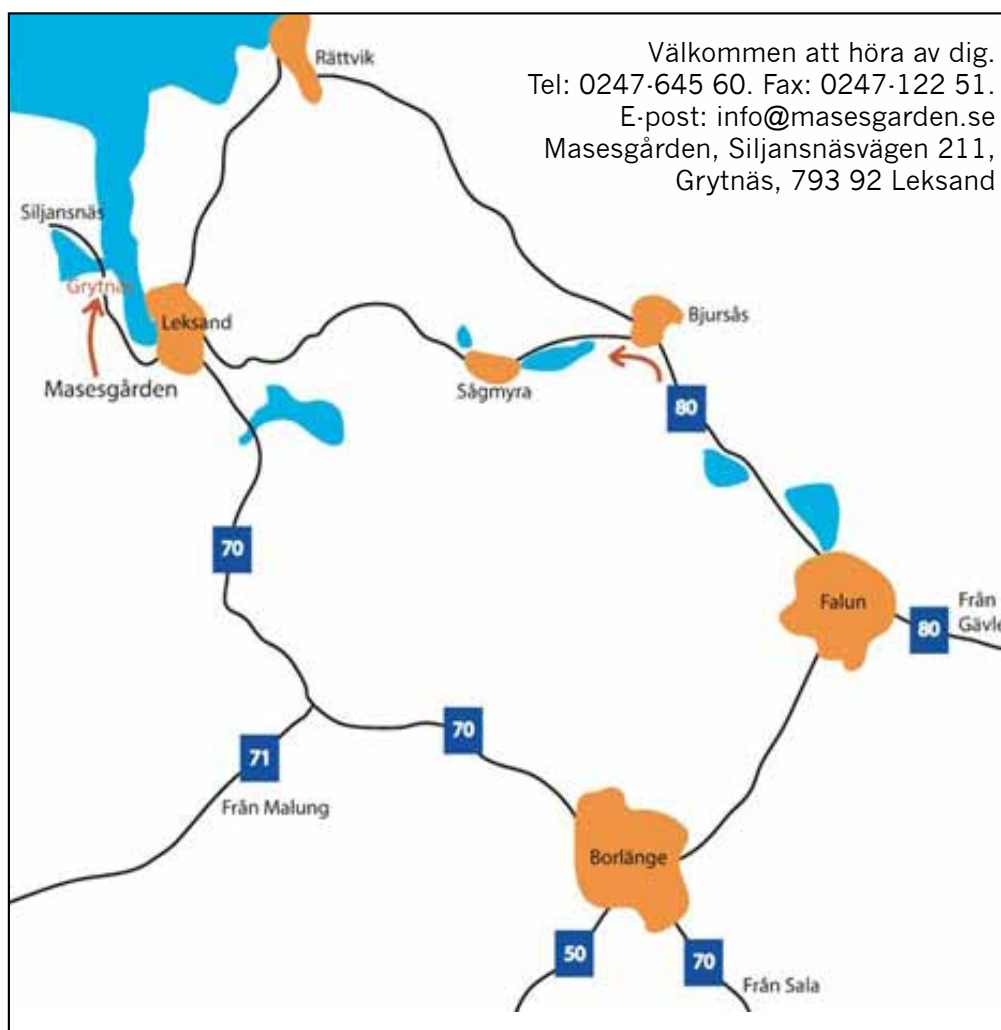 Välkommen att höra av dig.
Tel: 0247-645 60. Fax: 0247-122 51.
E-post: info@masesgarden.se
Masesgården, Siljansnäsvägen 211,
Grytnäs, 793 92 Leksand
Rättvik
Siljansnäs
Grytnäs
Leksand
Bjursås
Masesgården
Sågmyra
80
70
Falun
Från
Gävle
80
70
71
Från Malung
Borlänge
50
70
Från Sala